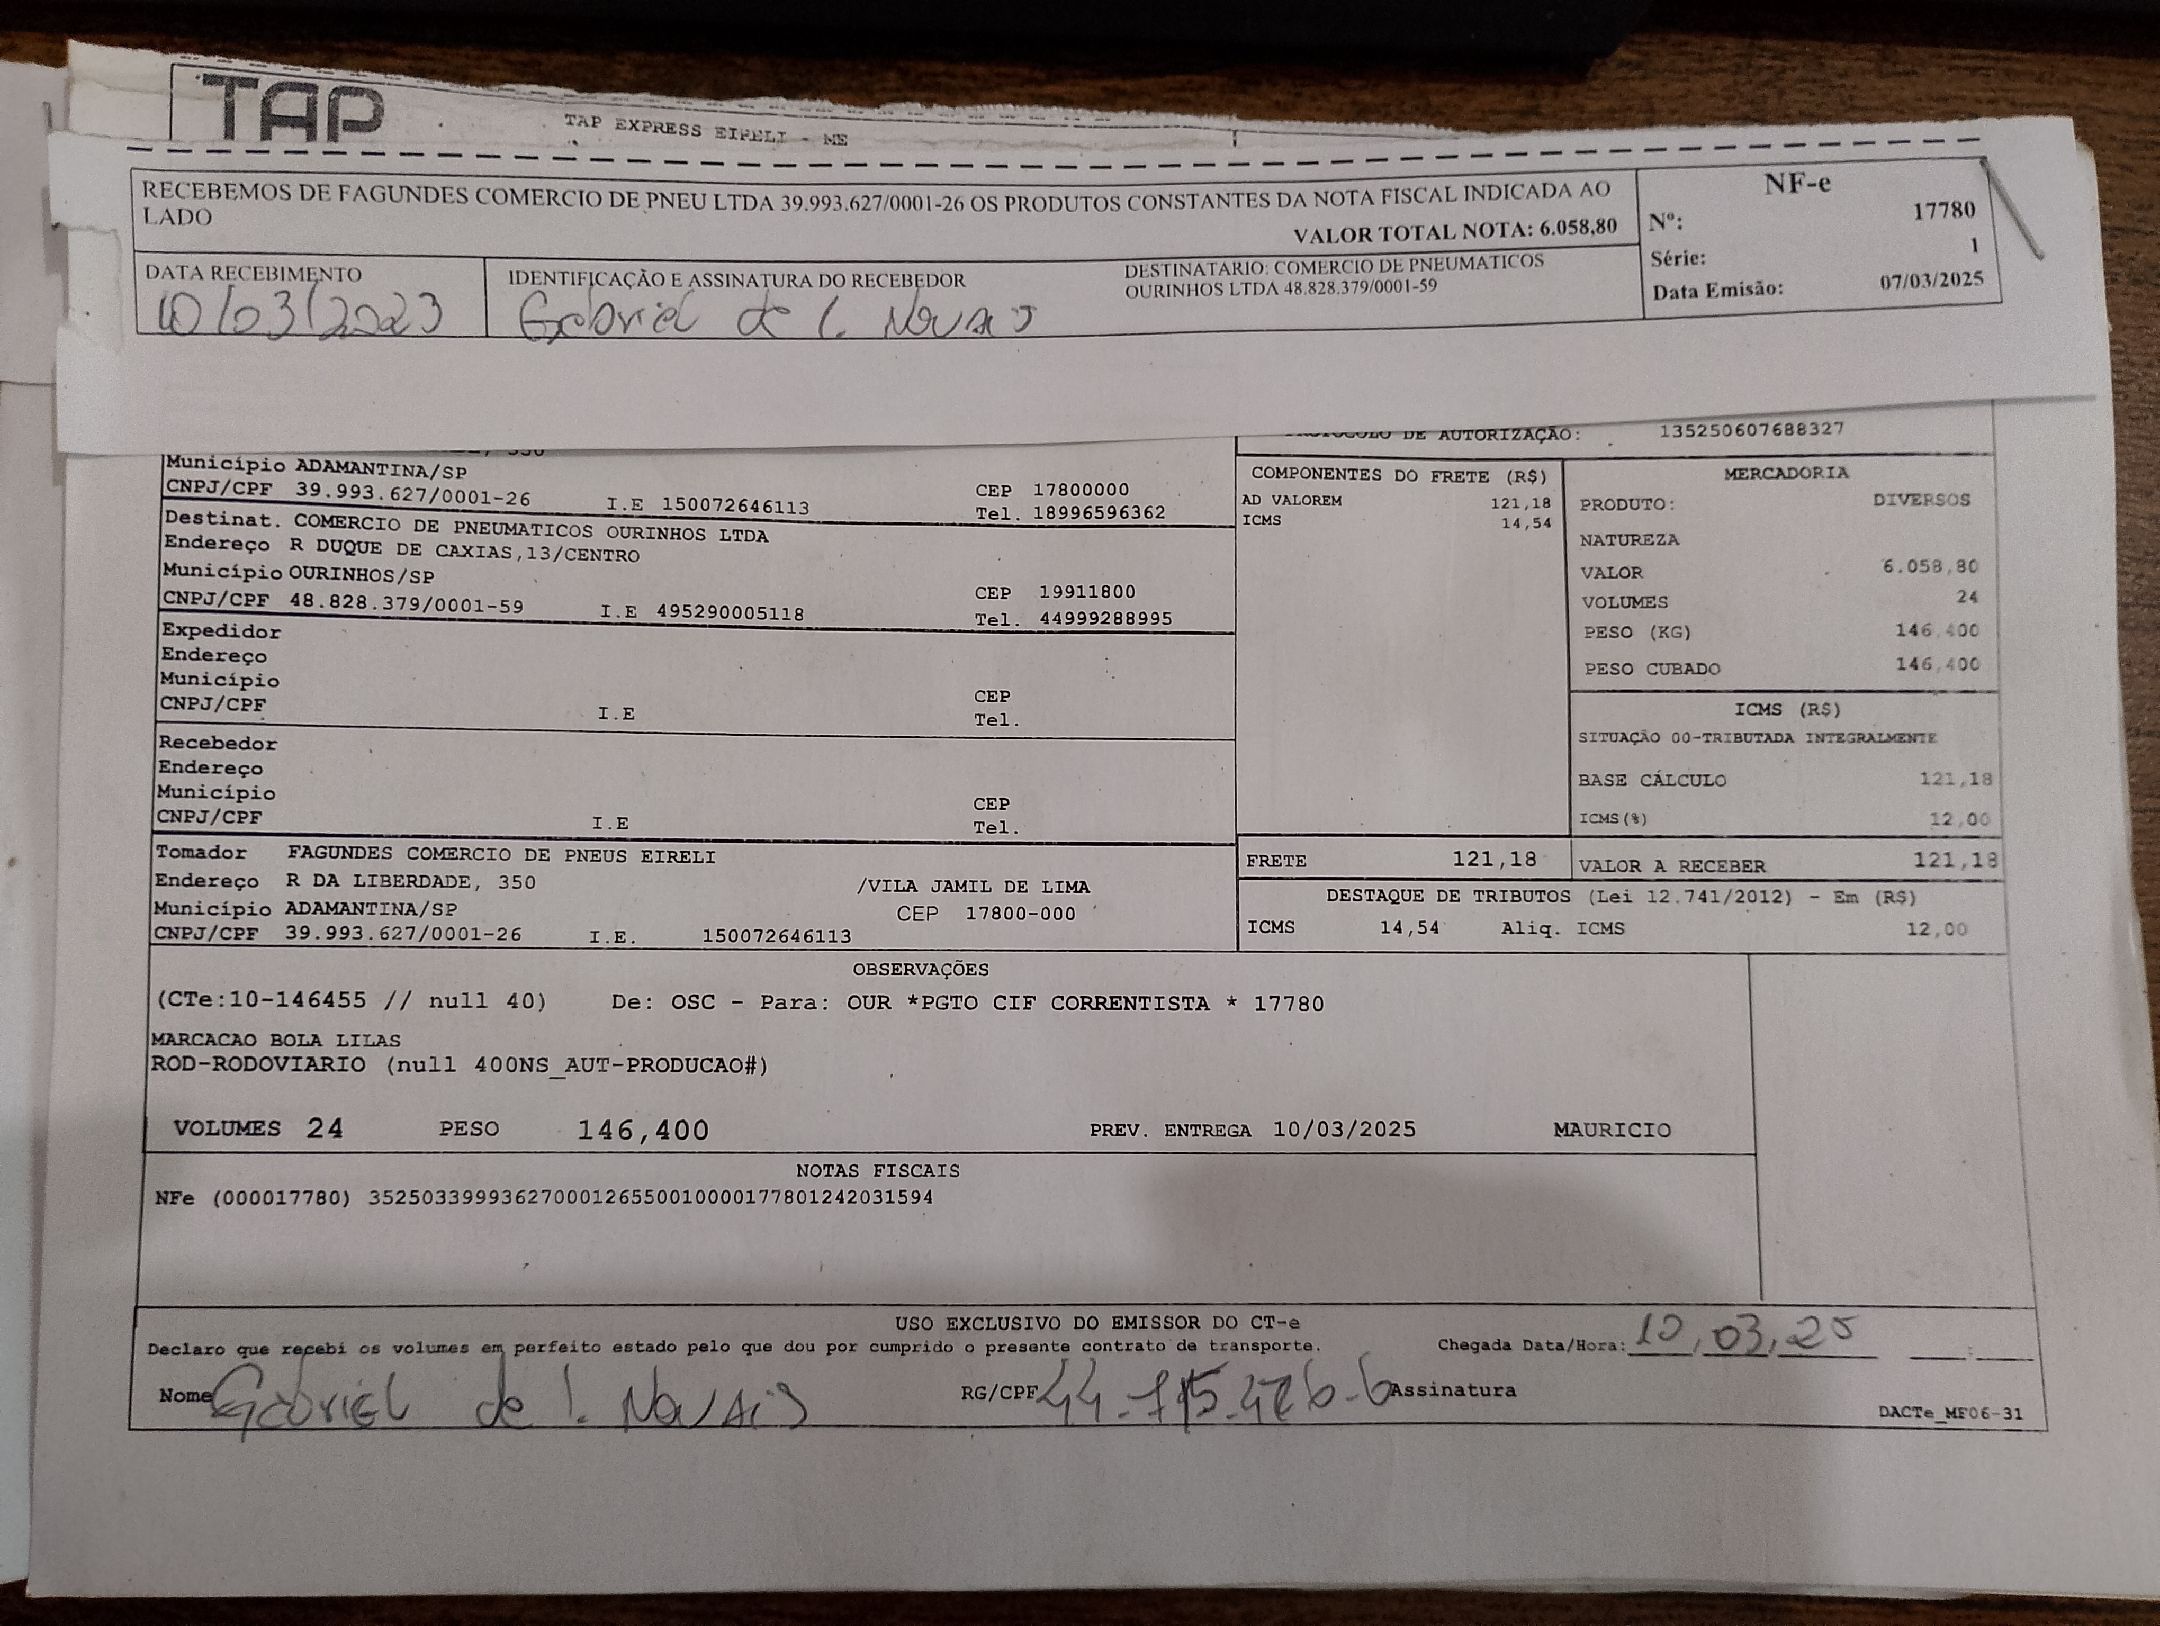 TAP
TAP EXPRESS EIRELI - ME
RECEBEMOS DE FAGUNDES COMERCIO DE PNEU LTDA 39.993.627/0001-26 OS PRODUTOS CONSTANTES DA NOTA FISCAL INDICADA AO
LADO
VALOR TOTAL NOTA: 6.058,80
NF-e
Nº: 17780
Série: 1
Data Emisão: 07/03/2025
DATA RECEBIMENTO
10/03/2023
IDENTIFICAÇÃO E ASSINATURA DO RECEBEDOR
Gabriel de l. Novais
DESTINATARIO: COMERCIO DE PNEUMATICOS
OURINHOS LTDA 48.828.379/0001-59
DE AUTORIZAÇÃO: 135250607688327
Município ADAMANTINA/SP
CNPJ/CPF 39.993.627/0001-26 I.E 150072646113
CEP 17800000
Tel. 18996596362
Destinat. COMERCIO DE PNEUMATICOS OURINHOS LTDA
Endereço R DUQUE DE CAXIAS,13/CENTRO
Município OURINHOS/SP CEP 19911800
CNPJ/CPF 48.828.379/0001-59 I.E 495290005118 Tel. 44999288995
Expedidor
Endereço
Município CEP
CNPJ/CPF I.E Tel.
Recebedor
Endereço
Município CEP
CNPJ/CPF I.E Tel.
Tomador FAGUNDES COMERCIO DE PNEUS EIRELI
Endereço R DA LIBERDADE, 350 /VILA JAMIL DE LIMA
Município ADAMANTINA/SP CEP 17800-000
CNPJ/CPF 39.993.627/0001-26 I.E. 150072646113
COMPONENTES DO FRETE (R$)
AD VALOREM 121,18
ICMS 14,54
MERCADORIA
PRODUTO: DIVERSOS
NATUREZA
VALOR 6.058,80
VOLUMES 24
PESO (KG) 146,400
PESO CUBADO 146,400
ICMS (R$)
SITUAÇÃO 00-TRIBUTADA INTEGRALMENTE
BASE CÁLCULO 121,18
ICMS(%) 12,00
FRETE 121,18
VALOR A RECEBER 121,18
DESTAQUE DE TRIBUTOS (Lei 12.741/2012) - Em (R$)
ICMS 14,54 Aliq. ICMS 12,00
OBSERVAÇÕES
(CTe:10-146455 // null 40) De: OSC - Para: OUR *PGTO CIF CORRENTISTA * 17780
MARCACAO BOLA LILAS
ROD-RODOVIARIO (null 400NS_AUT-PRODUCAO#)
VOLUMES 24 PESO 146,400 PREV. ENTREGA 10/03/2025 MAURICIO
NOTAS FISCAIS
NFe (000017780) 35250339993627000126550010000177801242031594
USO EXCLUSIVO DO EMISSOR DO CT-e
Declaro que recebi os volumes em perfeito estado pelo que dou por cumprido o presente contrato de transporte. Chegada Data/Hora: 10,03,25
Nome Gabriel de l. Novais RG/CPF Assinatura
DACTe_MF06-31